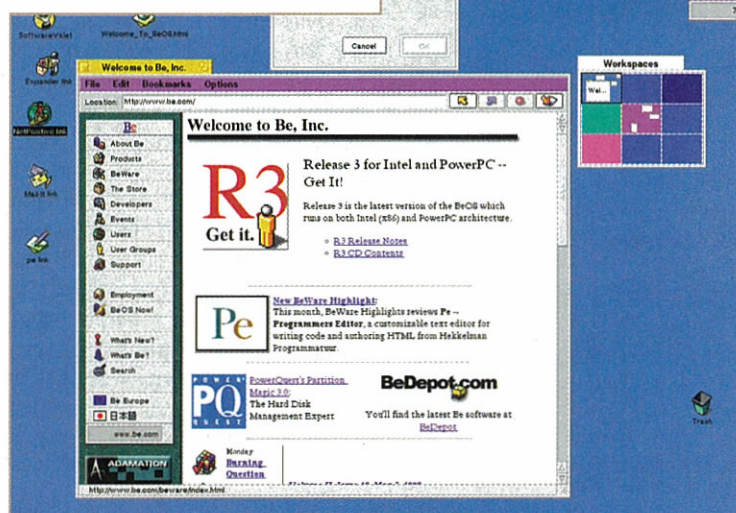 SoftwareValet
Welcome_To_BeOS.html
Cancel
OK
Expander link
NetPositive link
Mail-It link
pe link
Welcome to Be, Inc.
File Edit Bookmarks Options
Location: http://www.be.com/
Be
About Be
Products
BeWare
The Store
Developers
Events
Users
User Groups
Support
Employment
BeOS Now!
What's New?
What's Be?
Search
Be Europe
日本語
www.be.com
ADAMATION
Welcome to Be, Inc.
R3
Get it.
Release 3 for Intel and PowerPC --
Get It!
Release 3 is the latest version of the BeOS which
runs on both Intel (x86) and PowerPC architecture.
R3 Release Notes
R3 CD Contents
Pe
New BeWare Highlight:
This month, BeWare Highlights reviews Pe --
Programmers Editor, a customizable text editor for
writing code and authoring HTML from Hekkelman
Programmatuur.
POWER
PQ
QUEST
PowerQuest's Partition
Magic 3.0:
The Hard Disk
Management Expert
BeDepot.com
You'll find the latest Be software at
BeDepot
Monday
Burning
Question
http://www.be.com/beware/index.html
Workspaces
Wel...
Trash